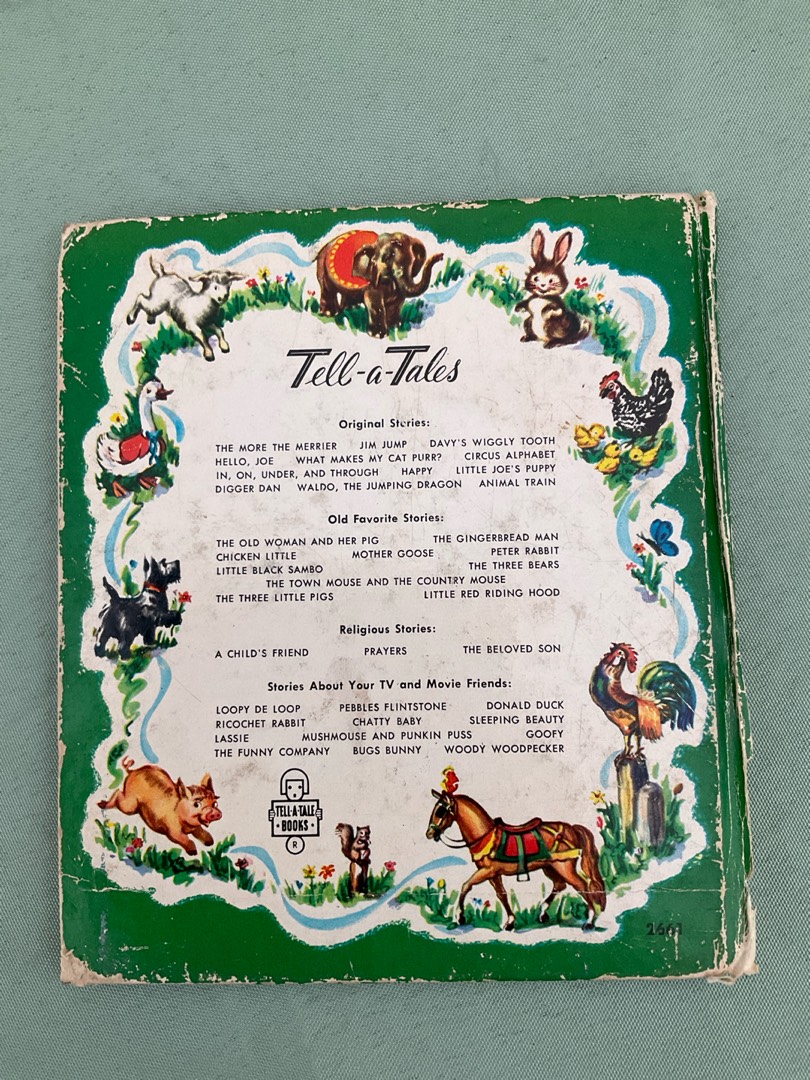 Tell-a-Tales
Original Stories:
THE MORE THE MERRIER JIM JUMP DAVY'S WIGGLY TOOTH
HELLO, JOE WHAT MAKES MY CAT PURR? CIRCUS ALPHABET
IN, ON, UNDER, AND THROUGH HAPPY LITTLE JOE'S PUPPY
DIGGER DAN WALDO, THE JUMPING DRAGON ANIMAL TRAIN
Old Favorite Stories:
THE OLD WOMAN AND HER PIG THE GINGERBREAD MAN
CHICKEN LITTLE MOTHER GOOSE PETER RABBIT
LITTLE BLACK SAMBO THE THREE BEARS
THE TOWN MOUSE AND THE COUNTRY MOUSE
THE THREE LITTLE PIGS LITTLE RED RIDING HOOD
Religious Stories:
A CHILD'S FRIEND PRAYERS THE BELOVED SON
Stories About Your TV and Movie Friends:
LOOPY DE LOOP PEBBLES FLINTSTONE DONALD DUCK
RICOCHET RABBIT CHATTY BABY SLEEPING BEAUTY
LASSIE MUSHMOUSE AND PUNKIN PUSS GOOFY
THE FUNNY COMPANY BUGS BUNNY WOODY WOODPECKER
TELL-A-TALE
• BOOKS •
R
2661